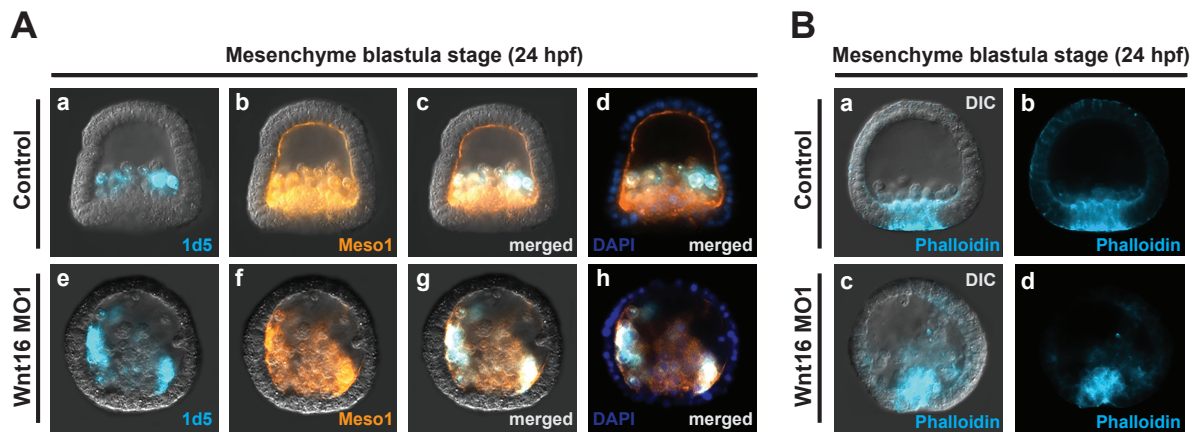 A
B
Mesenchyme blastula stage (24 hpf)
Mesenchyme blastula stage (24 hpf)
Control
a
1d5
b
Meso1
c
merged
d
DAPI
merged
Control
a
DIC
Phalloidin
b
Phalloidin
Wnt16 MO1
e
1d5
f
Meso1
g
merged
h
DAPI
merged
Wnt16 MO1
c
DIC
Phalloidin
d
Phalloidin